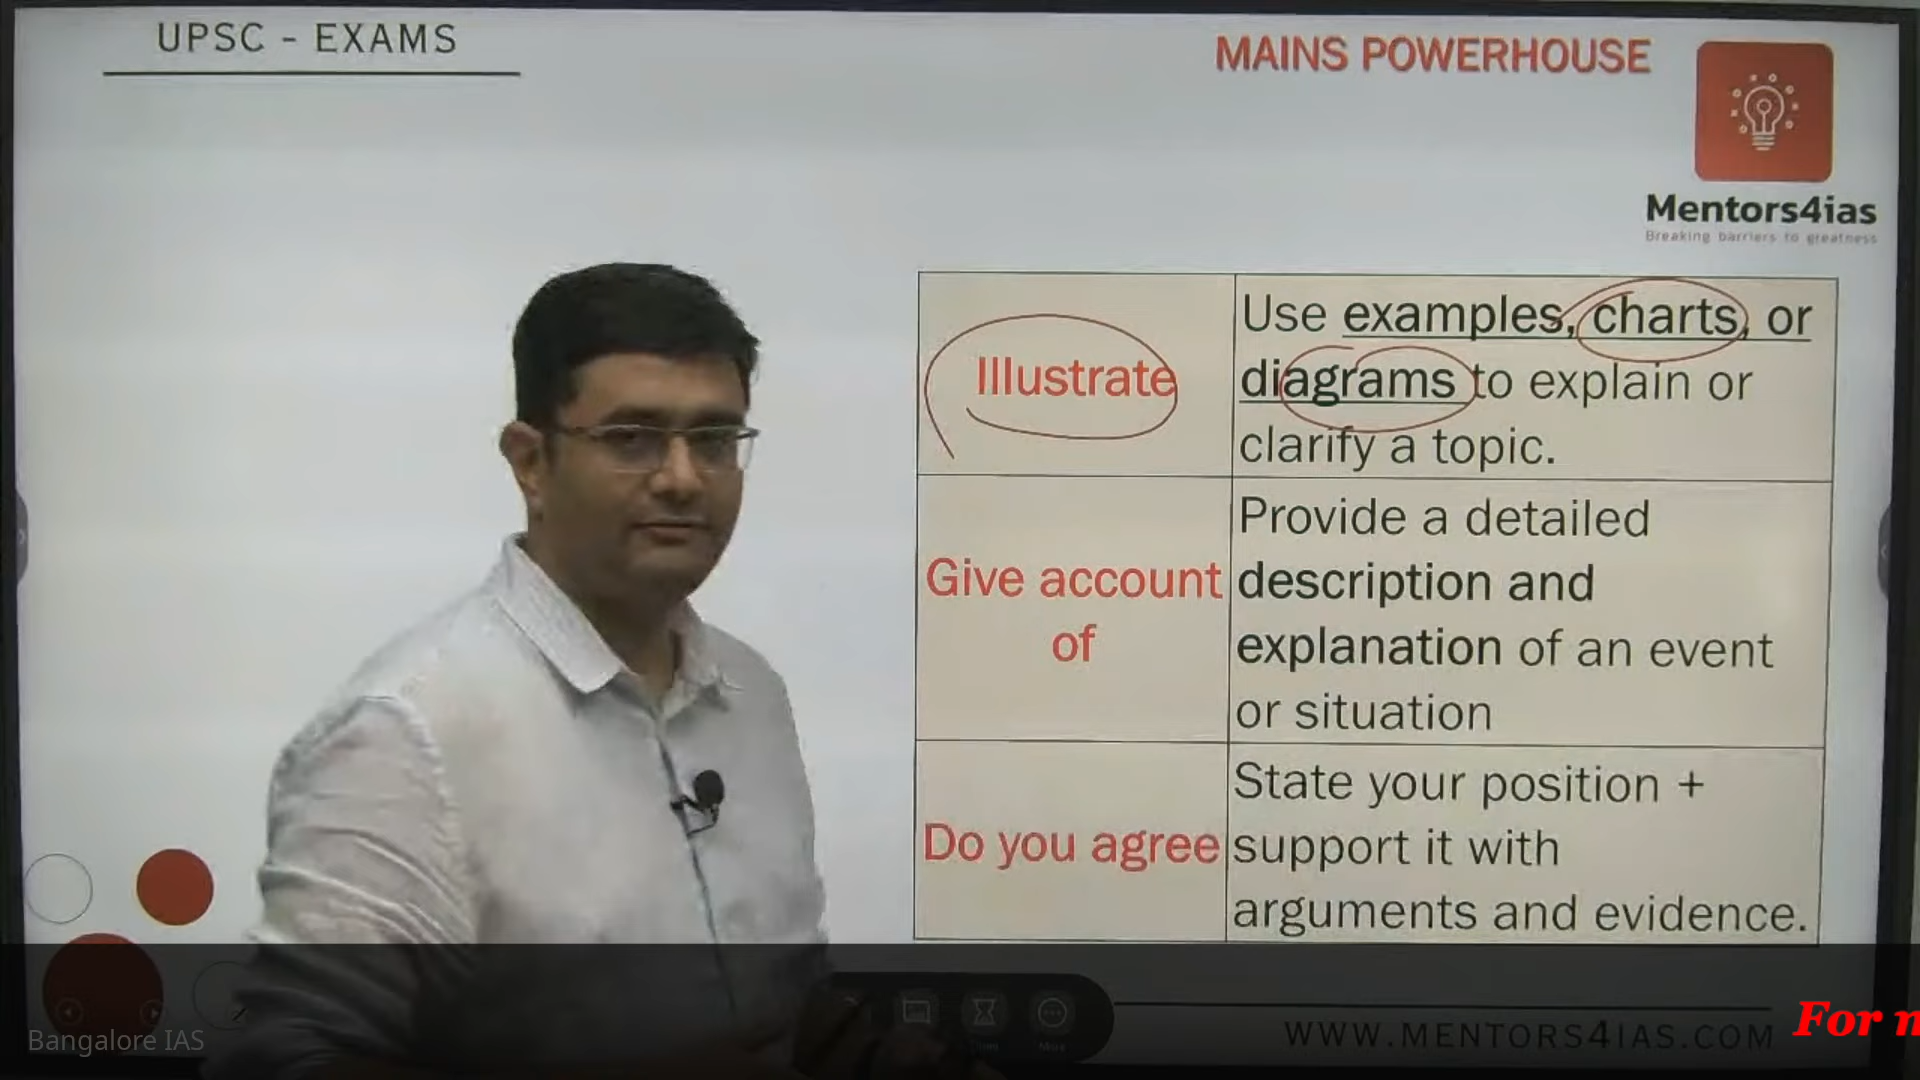 UPSC - EXAMS
MAINS POWERHOUSE
Mentors4ias
Breaking barriers to greatness
Illustrate
Use examples, charts, or
diagrams to explain or
clarify a topic.
Give account
of
Provide a detailed
description and
explanation of an event
or situation
Do you agree
State your position +
support it with
arguments and evidence.
Bangalore IAS
More
WWW.MENTORS4IAS.COM
For